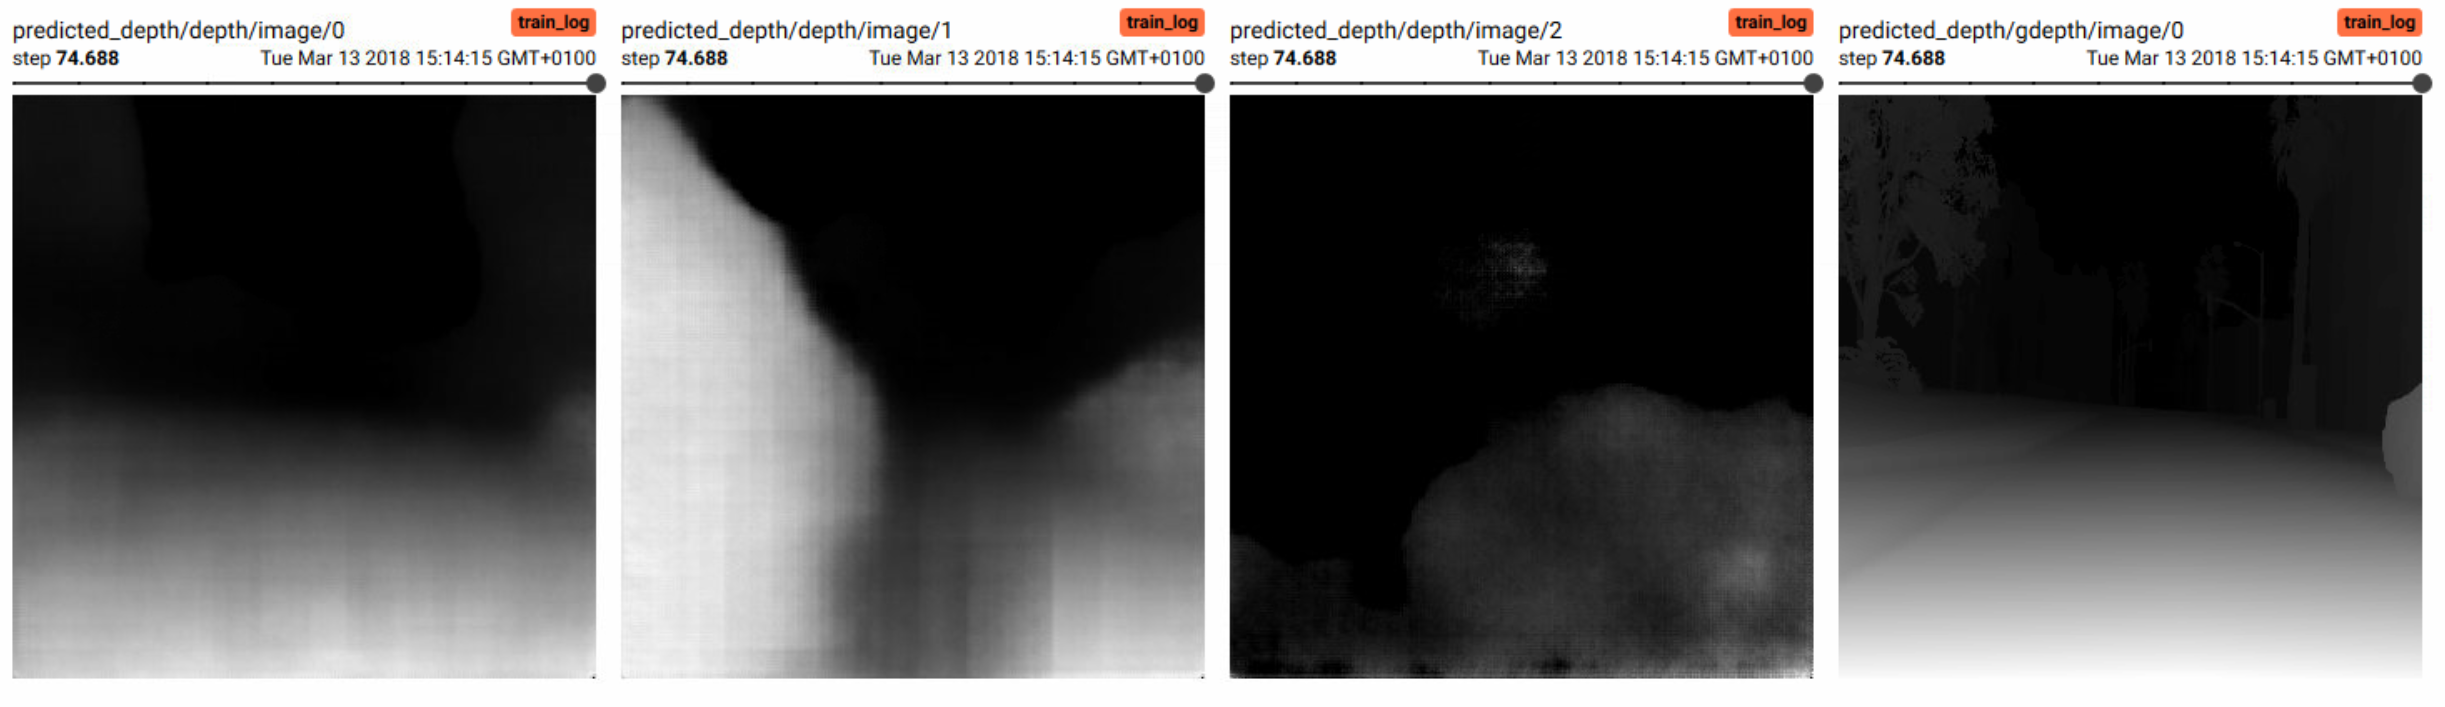 predicted_depth/depth/image/0
train_log
step 74.688
Tue Mar 13 2018 15:14:15 GMT+0100
predicted_depth/depth/image/1
train_log
step 74.688
Tue Mar 13 2018 15:14:15 GMT+0100
predicted_depth/depth/image/2
train_log
step 74.688
Tue Mar 13 2018 15:14:15 GMT+0100
predicted_depth/gdepth/image/0
train_log
step 74.688
Tue Mar 13 2018 15:14:15 GMT+0100